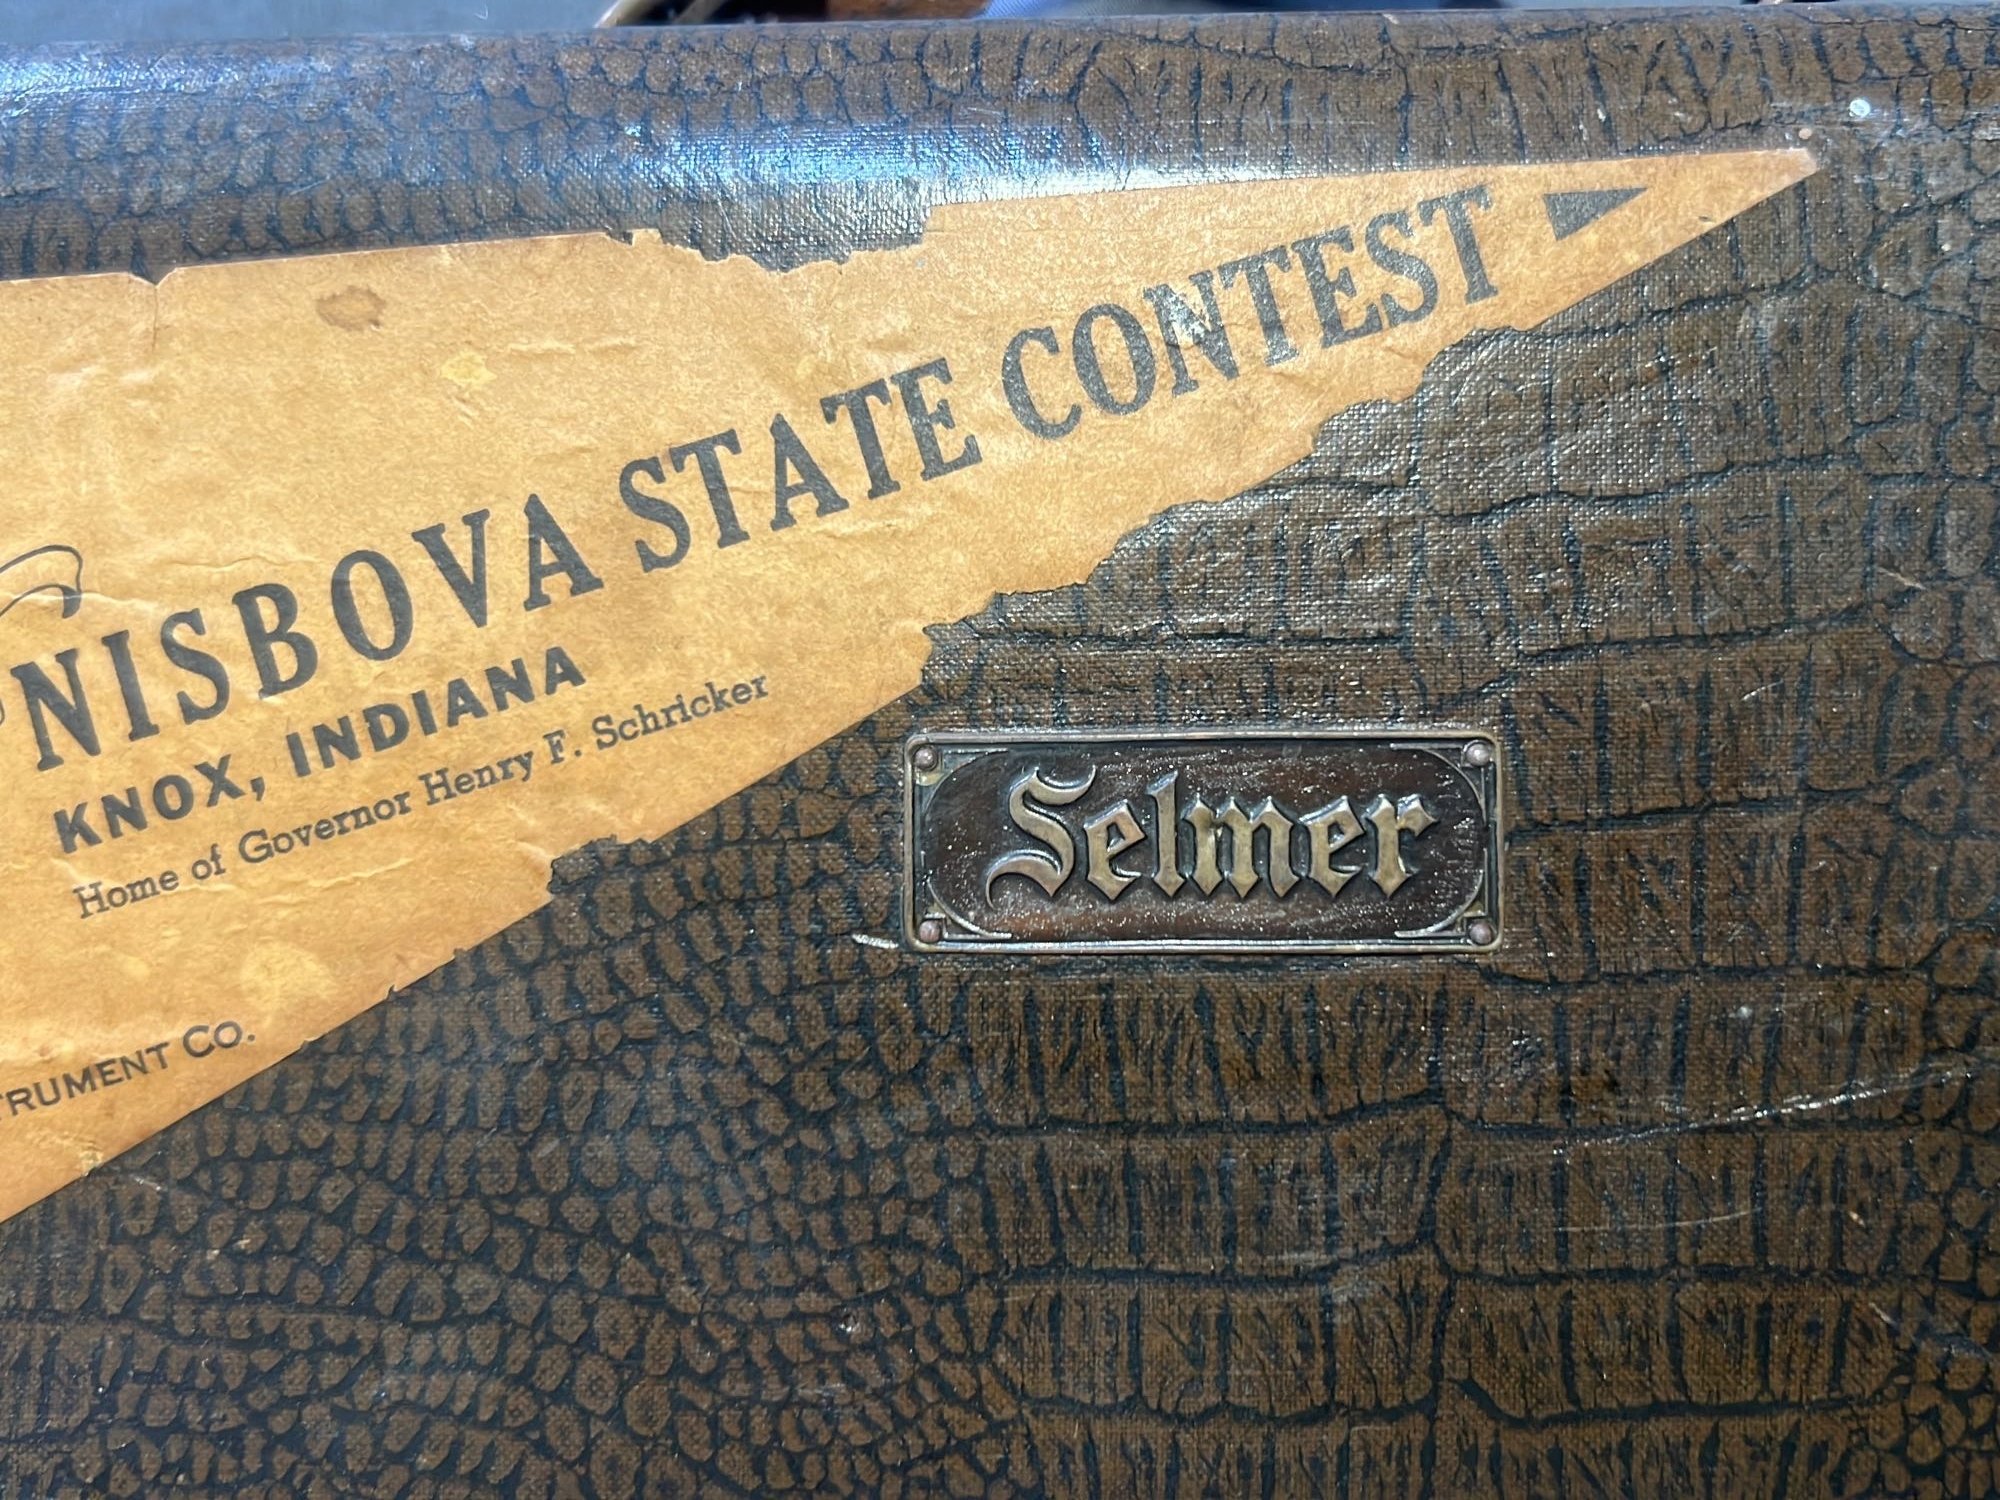 NISBOVA STATE CONTEST
KNOX, INDIANA
Home of Governor Henry F. Schricker
TRUMENT CO.
Selmer